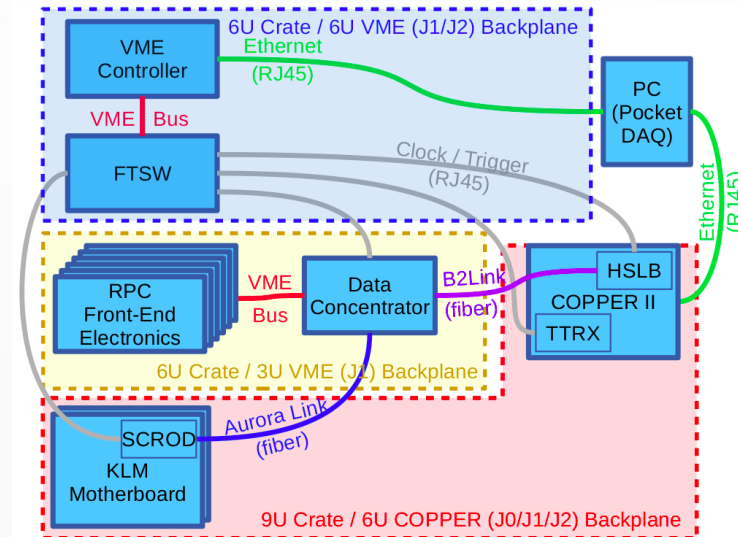 6U Crate / 6U VME (J1/J2) Backplane
VME
Controller
Ethernet
(RJ45)
PC
(Pocket
DAQ)
VME Bus
FTSW
Clock / Trigger
(RJ45)
Ethernet
(RJ45)
RPC
Front-End
Electronics
VME
Bus
Data
Concentrator
B2Link
(fiber)
HSLB
COPPER II
TTRX
6U Crate / 3U VME (J1) Backplane
Aurora Link
(fiber)
SCROD
KLM
Motherboard
9U Crate / 6U COPPER (J0/J1/J2) Backplane